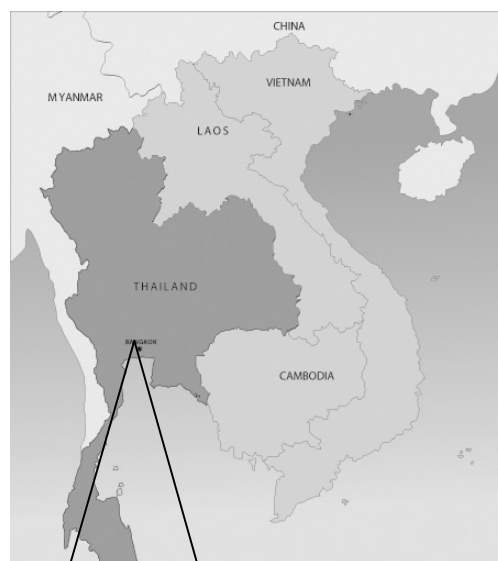 CHINA
VIETNAM
MYANMAR
LAOS
THAILAND
BANGKOK
CAMBODIA